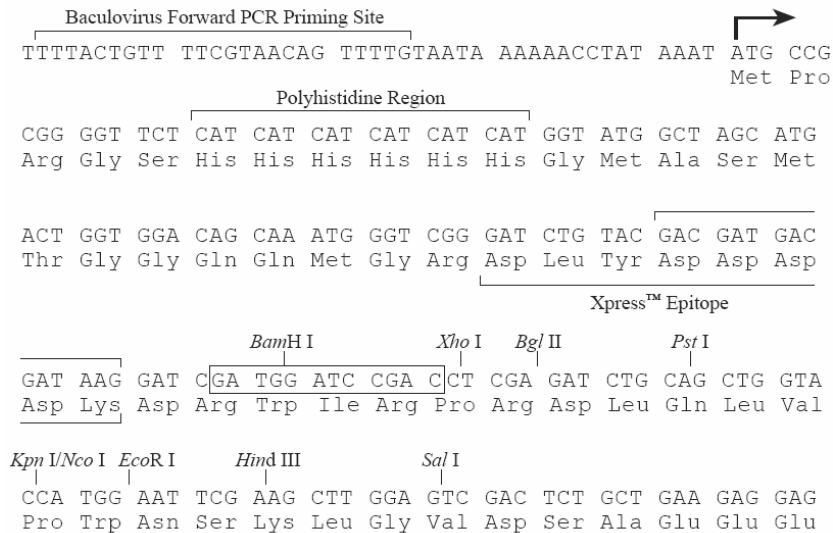 Baculovirus Forward PCR Priming Site
TTTTACTGTT TTCGTAACAG TTTTGTAATA AAAAACCTAT AAAT ATG CCG
Met Pro
Polyhistidine Region
CGG GGT TCT CAT CAT CAT CAT CAT CAT GGT ATG GCT AGC ATG
Arg Gly Ser His His His His His His Gly Met Ala Ser Met
ACT GGT GGA CAG CAA ATG GGT CGG GAT CTG TAC GAC GAT GAC
Thr Gly Gly Gln Gln Met Gly Arg Asp Leu Tyr Asp Asp Asp
Xpress™ Epitope
BamH I Xho I Bgl II Pst I
GAT AAG GAT CGA TGG ATC CGA CCT CGA GAT CTG CAG CTG GTA
Asp Lys Asp Arg Trp Ile Arg Pro Arg Asp Leu Gln Leu Val
Kpn I/Nco I EcoR I Hind III Sal I
CCA TGG AAT TCG AAG CTT GGA GTC GAC TCT GCT GAA GAG GAG
Pro Trp Asn Ser Lys Leu Gly Val Asp Ser Ala Glu Glu Glu